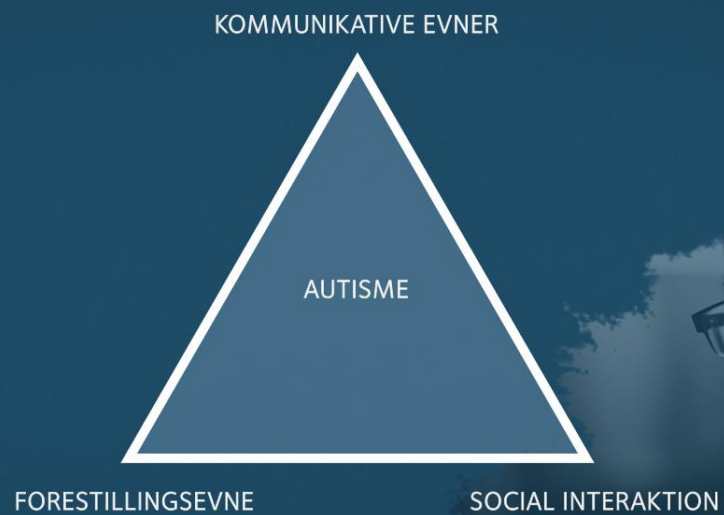 KOMMUNIKATIVE EVNER
AUTISME
FORESTILLINGSEVNE
SOCIAL INTERAKTION